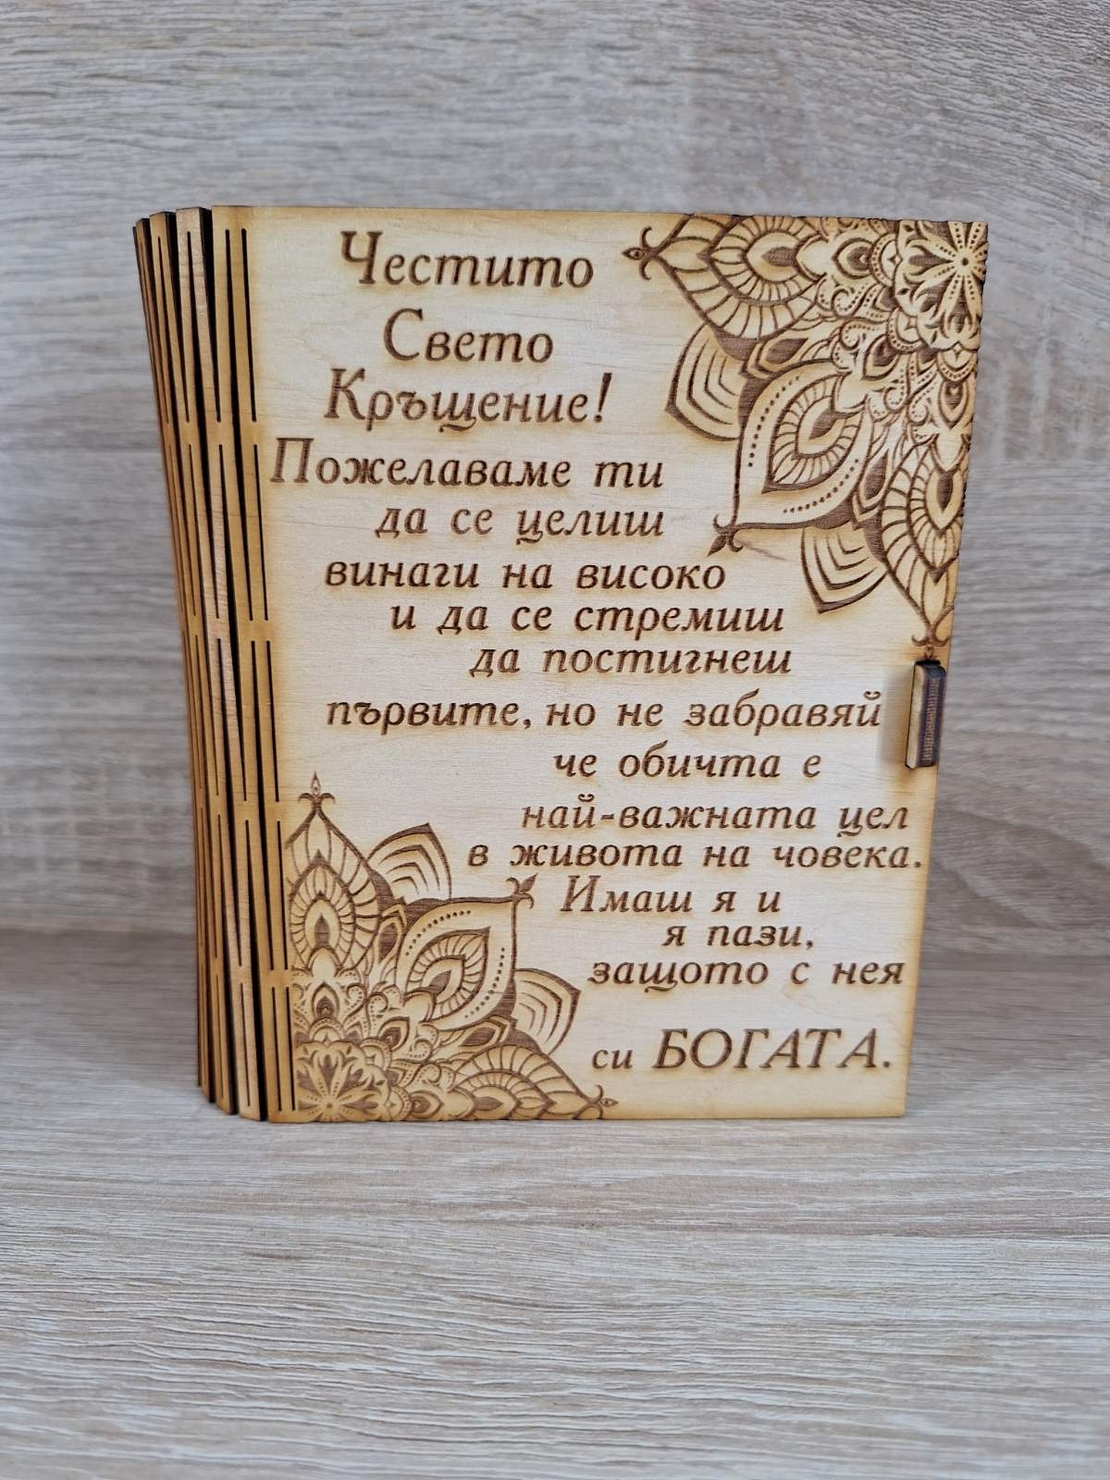 Честито
Свето
Кръщение!
Пожелаваме ти
да се целиш
винаги на високо
и да се стремиш
да постигнеш
първите, но не забравяй
че обичта е
най-важната цел
в живота на човека.
Имаш я и
я пази,
защото с нея
си БОГАТА.